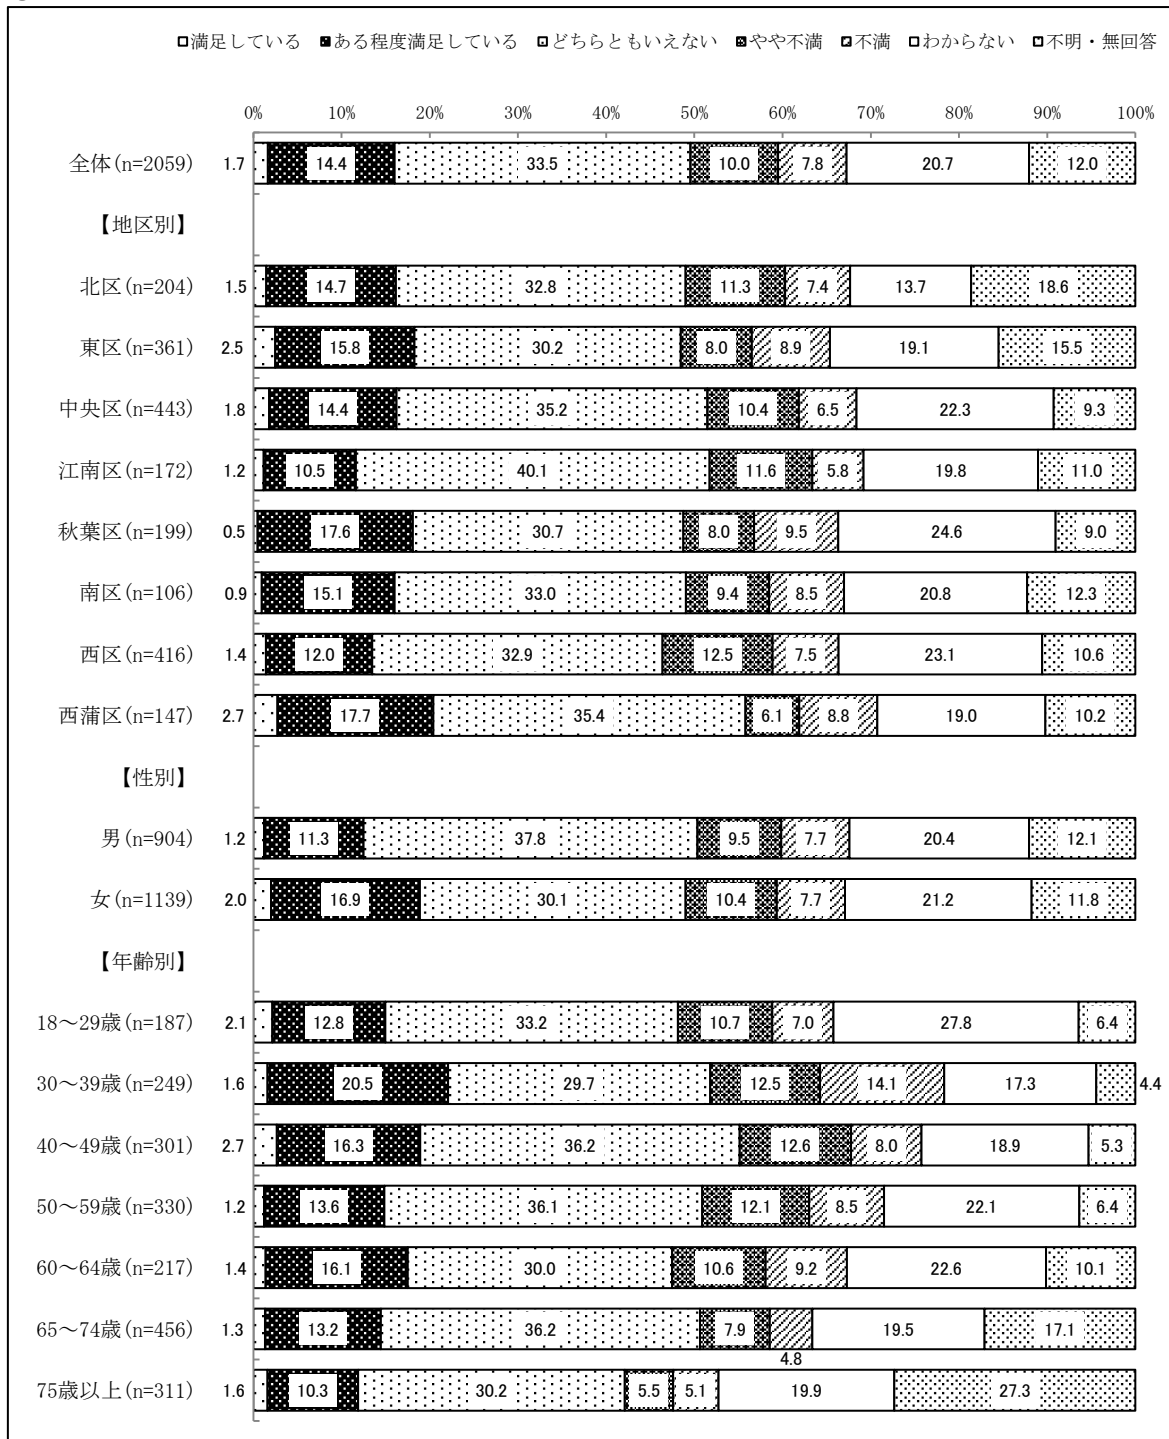 □満足している ■ある程度満足している □どちらともいえない ■やや不満 □不満 □わからない □不明・無回答
0% 10% 20% 30% 40% 50% 60% 70% 80% 90% 100%
全体(n=2059) 1.7 14.4 33.5 10.0 7.8 20.7 12.0
【地区別】
北区(n=204) 1.5 14.7 32.8 11.3 7.4 13.7 18.6
東区(n=361) 2.5 15.8 30.2 8.0 8.9 19.1 15.5
中央区(n=443) 1.8 14.4 35.2 10.4 6.5 22.3 9.3
江南区(n=172) 1.2 10.5 40.1 11.6 5.8 19.8 11.0
秋葉区(n=199) 0.5 17.6 30.7 8.0 9.5 24.6 9.0
南区(n=106) 0.9 15.1 33.0 9.4 8.5 20.8 12.3
西区(n=416) 1.4 12.0 32.9 12.5 7.5 23.1 10.6
西蒲区(n=147) 2.7 17.7 35.4 6.1 8.8 19.0 10.2
【性別】
男(n=904) 1.2 11.3 37.8 9.5 7.7 20.4 12.1
女(n=1139) 2.0 16.9 30.1 10.4 7.7 21.2 11.8
【年齢別】
18～29歳(n=187) 2.1 12.8 33.2 10.7 7.0 27.8 6.4
30～39歳(n=249) 1.6 20.5 29.7 12.5 14.1 17.3 4.4
40～49歳(n=301) 2.7 16.3 36.2 12.6 8.0 18.9 5.3
50～59歳(n=330) 1.2 13.6 36.1 12.1 8.5 22.1 6.4
60～64歳(n=217) 1.4 16.1 30.0 10.6 9.2 22.6 10.1
65～74歳(n=456) 1.3 13.2 36.2 7.9 19.5 17.1
4.8
75歳以上(n=311) 1.6 10.3 30.2 5.5 5.1 19.9 27.3